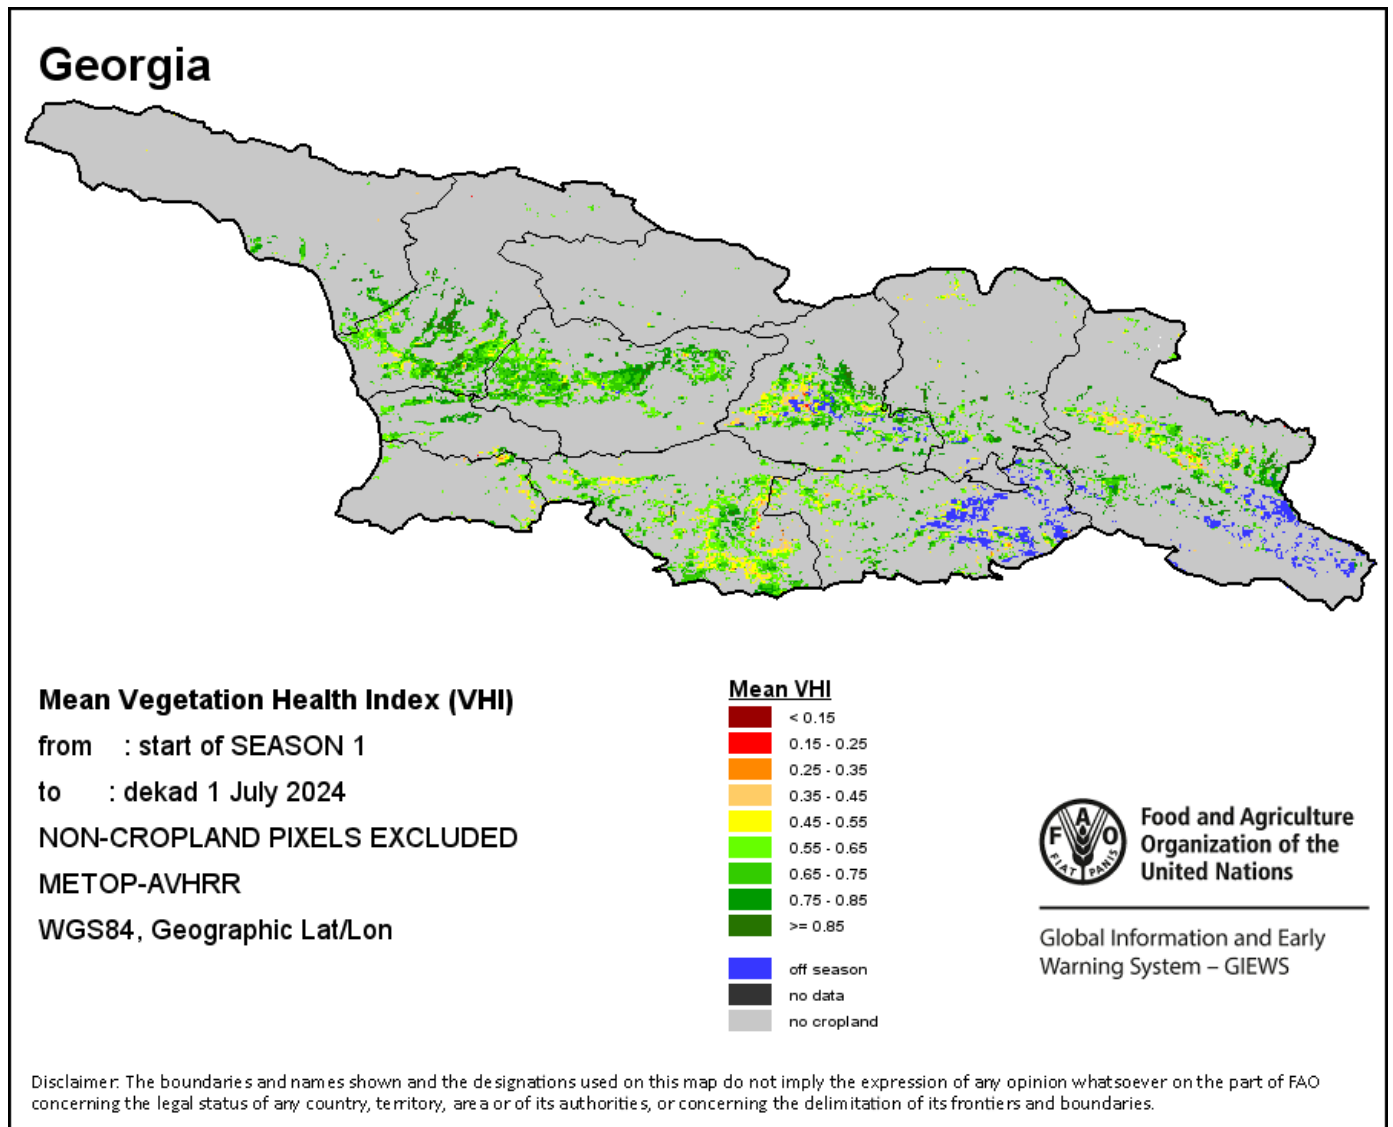 Georgia
Mean Vegetation Health Index (VHI)
from : start of SEASON 1
to : dekad 1 July 2024
NON-CROPLAND PIXELS EXCLUDED
METOP-AVHRR
WGS84, Geographic Lat/Lon
Mean VHI
< 0.15
0.15 - 0.25
0.25 - 0.35
0.35 - 0.45
0.45 - 0.55
0.55 - 0.65
0.65 - 0.75
0.75 - 0.85
>= 0.85
off season
no data
no cropland
F A O
FIAT PANIS
Food and Agriculture
Organization of the
United Nations
Global Information and Early
Warning System – GIEWS
Disclaimer: The boundaries and names shown and the designations used on this map do not imply the expression of any opinion whatsoever on the part of FAO
concerning the legal status of any country, territory, area or of its authorities, or concerning the delimitation of its frontiers and boundaries.